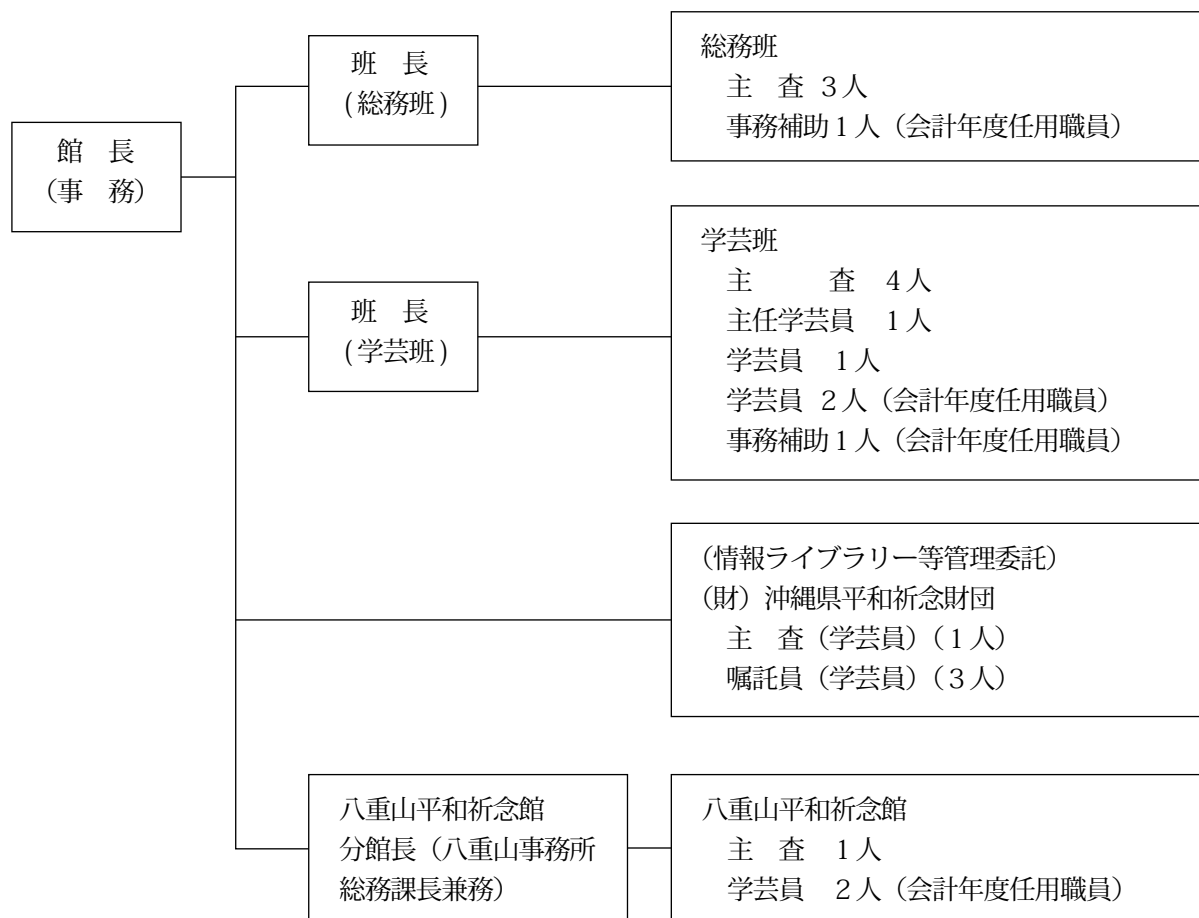 館　長
（事　務）
班　長
（総務班）
総務班
主　査　3人
事務補助1人（会計年度任用職員）
班　長
（学芸班）
学芸班
主　　　査　4人
主任学芸員　1人
学芸員　1人
学芸員　2人（会計年度任用職員）
事務補助1人（会計年度任用職員）
（情報ライブラリー等管理委託）
（財）沖縄県平和祈念財団
主　査（学芸員）（1人）
嘱託員（学芸員）（3人）
八重山平和祈念館
分館長（八重山事務所
総務課長兼務）
八重山平和祈念館
主　査　1人
学芸員　2人（会計年度任用職員）